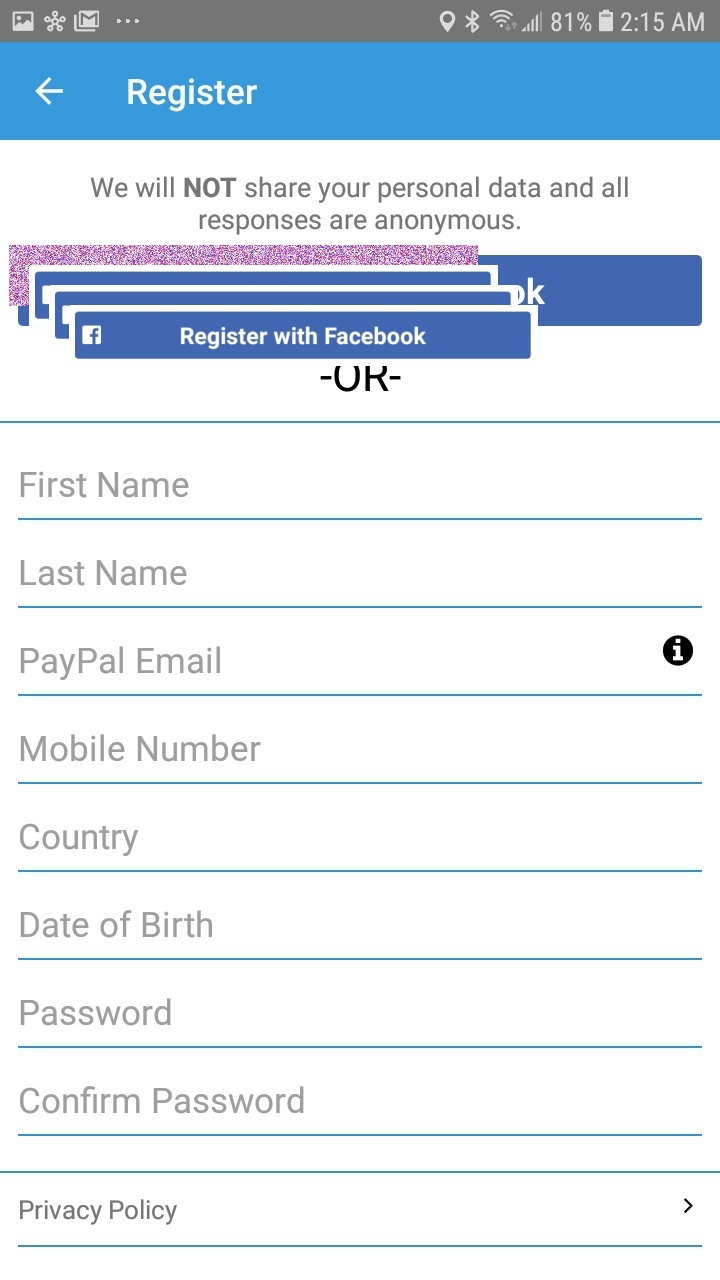 81% 2:15 AM
Register
We will NOT share your personal data and all
responses are anonymous.
ok
Register with Facebook
-OR-
First Name
Last Name
PayPal Email
Mobile Number
Country
Date of Birth
Password
Confirm Password
Privacy Policy